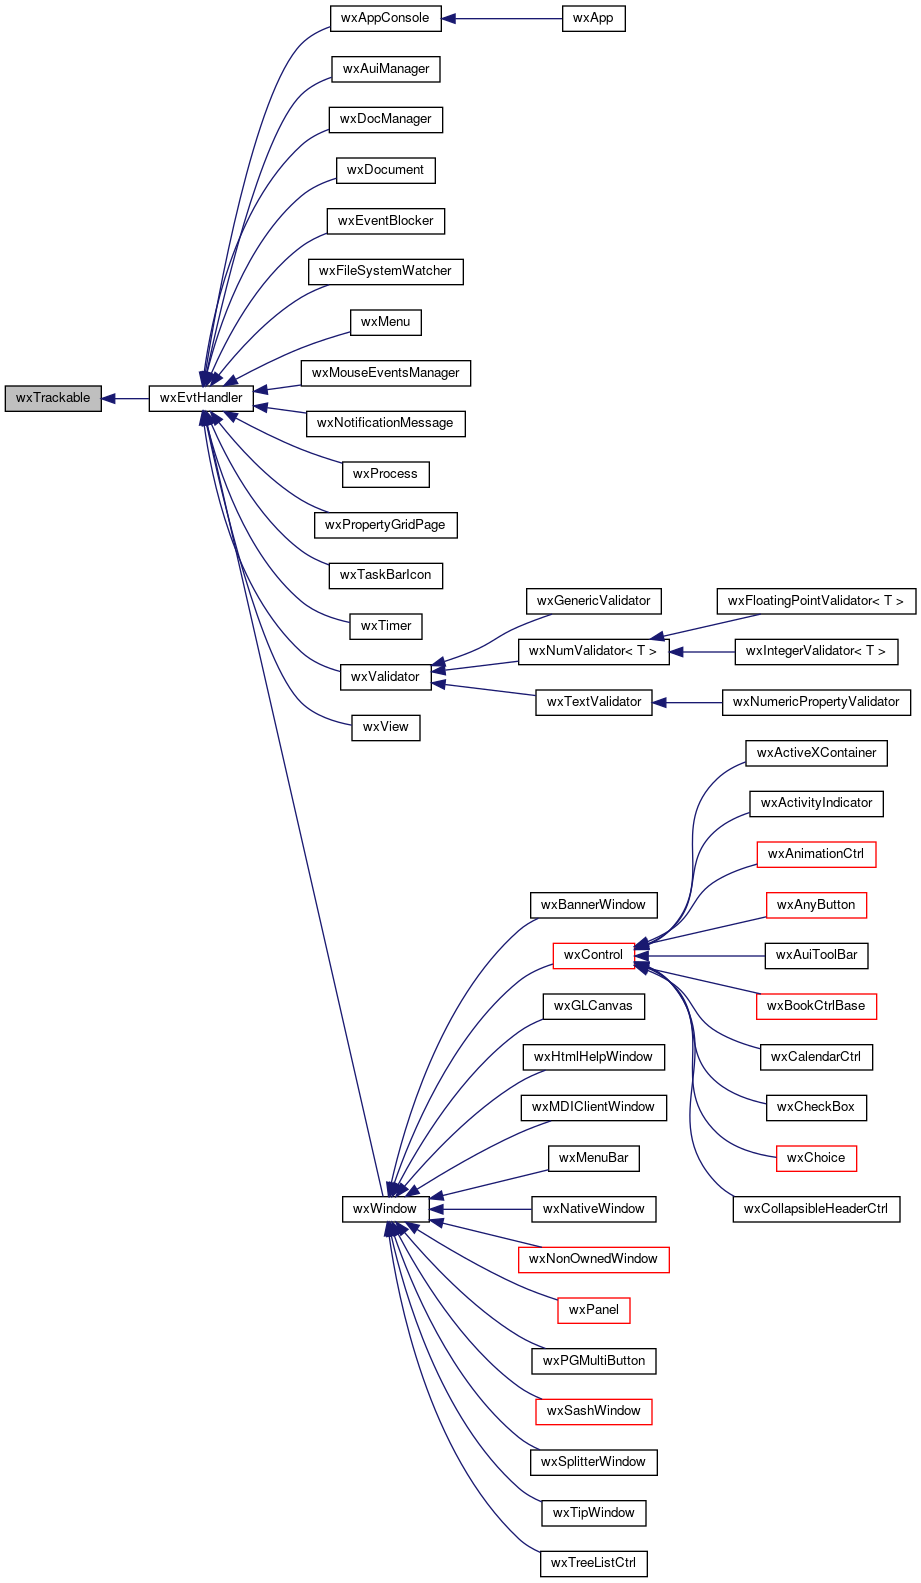 wxAppConsole
wxApp
wxAuiManager
wxDocManager
wxDocument
wxEventBlocker
wxFileSystemWatcher
wxMenu
wxMouseEventsManager
wxTrackable
wxEvtHandler
wxNotificationMessage
wxProcess
wxPropertyGridPage
wxTaskBarIcon
wxTimer
wxGenericValidator
wxFloatingPointValidator< T >
wxNumValidator< T >
wxIntegerValidator< T >
wxValidator
wxTextValidator
wxNumericPropertyValidator
wxView
wxActiveXContainer
wxActivityIndicator
wxAnimationCtrl
wxBannerWindow
wxAnyButton
wxControl
wxAuiToolBar
wxGLCanvas
wxBookCtrlBase
wxHtmlHelpWindow
wxCalendarCtrl
wxMDIClientWindow
wxCheckBox
wxMenuBar
wxChoice
wxWindow
wxNativeWindow
wxCollapsibleHeaderCtrl
wxNonOwnedWindow
wxPanel
wxPGMultiButton
wxSashWindow
wxSplitterWindow
wxTipWindow
wxTreeListCtrl